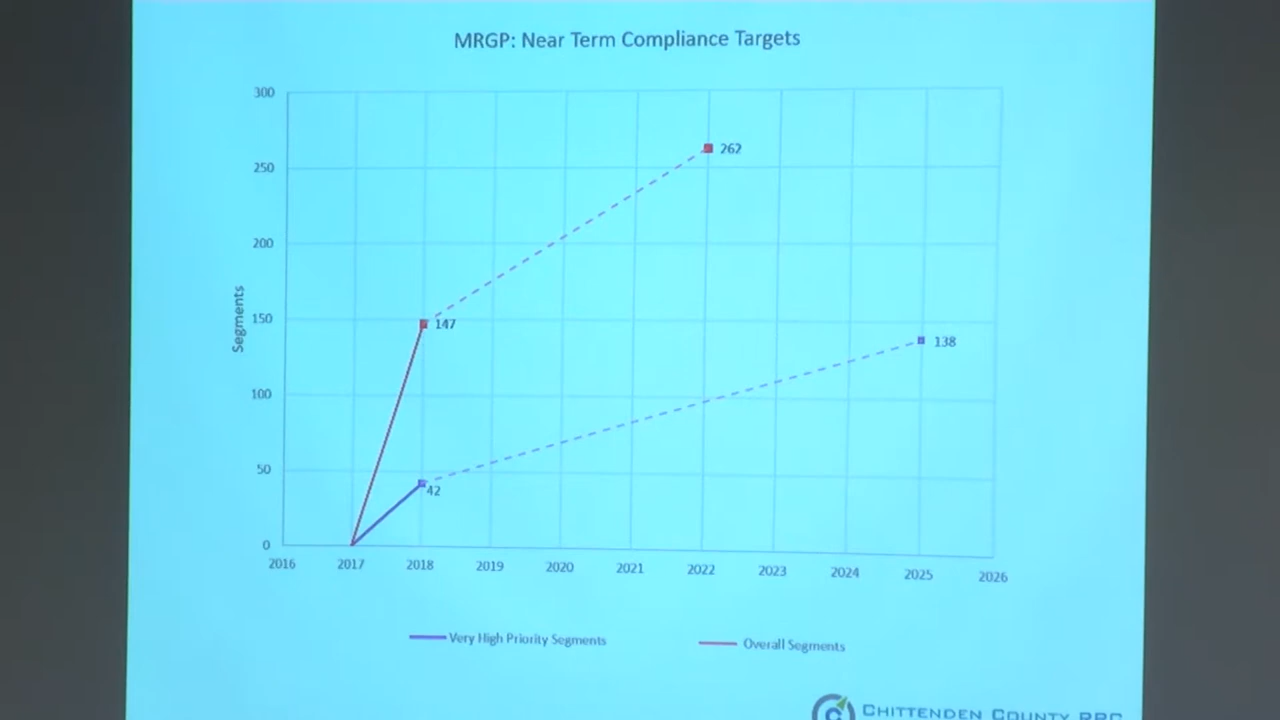 MRGP: Near Term Compliance Targets
300
250
200
150
100
50
0
Segments
262
147
138
42
2016 2017 2018 2019 2020 2021 2022 2023 2024 2025 2026
Very High Priority Segments Overall Segments
CHITTENDEN COUNTY RPC